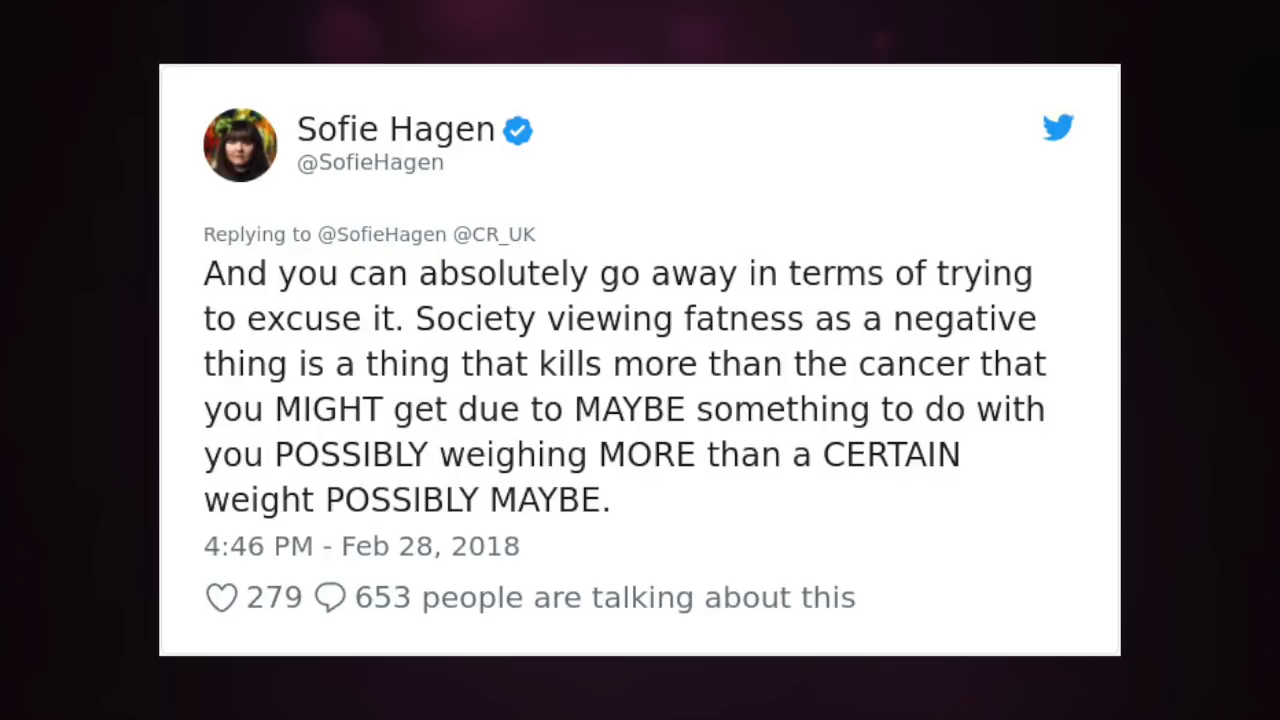 Sofie Hagen
@SofieHagen
Replying to @SofieHagen @CR_UK
And you can absolutely go away in terms of trying
to excuse it. Society viewing fatness as a negative
thing is a thing that kills more than the cancer that
you MIGHT get due to MAYBE something to do with
you POSSIBLY weighing MORE than a CERTAIN
weight POSSIBLY MAYBE.
4:46 PM - Feb 28, 2018
279 653 people are talking about this